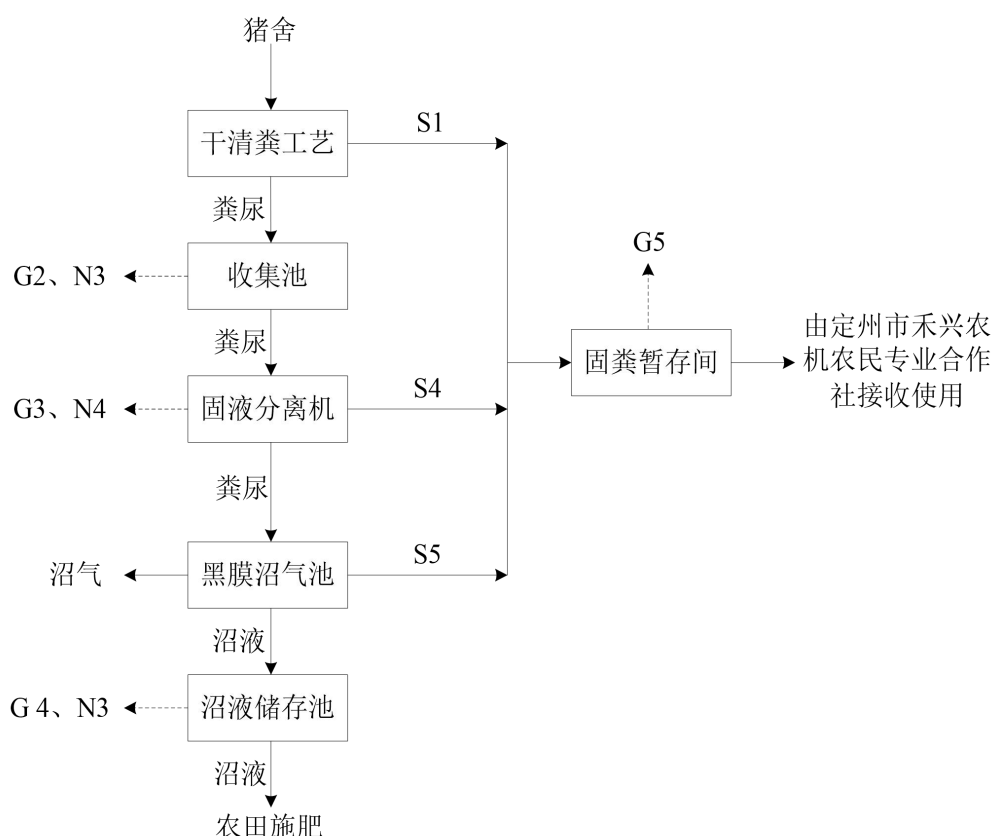 猪舍
干清粪工艺
S1
粪尿
G2、N3
收集池
G5
粪尿
固粪暂存间
由定州市禾兴农
机农民专业合作
社接收使用
G3、N4
固液分离机
S4
粪尿
沼气
黑膜沼气池
S5
沼液
G 4、N3
沼液储存池
沼液
农田施肥